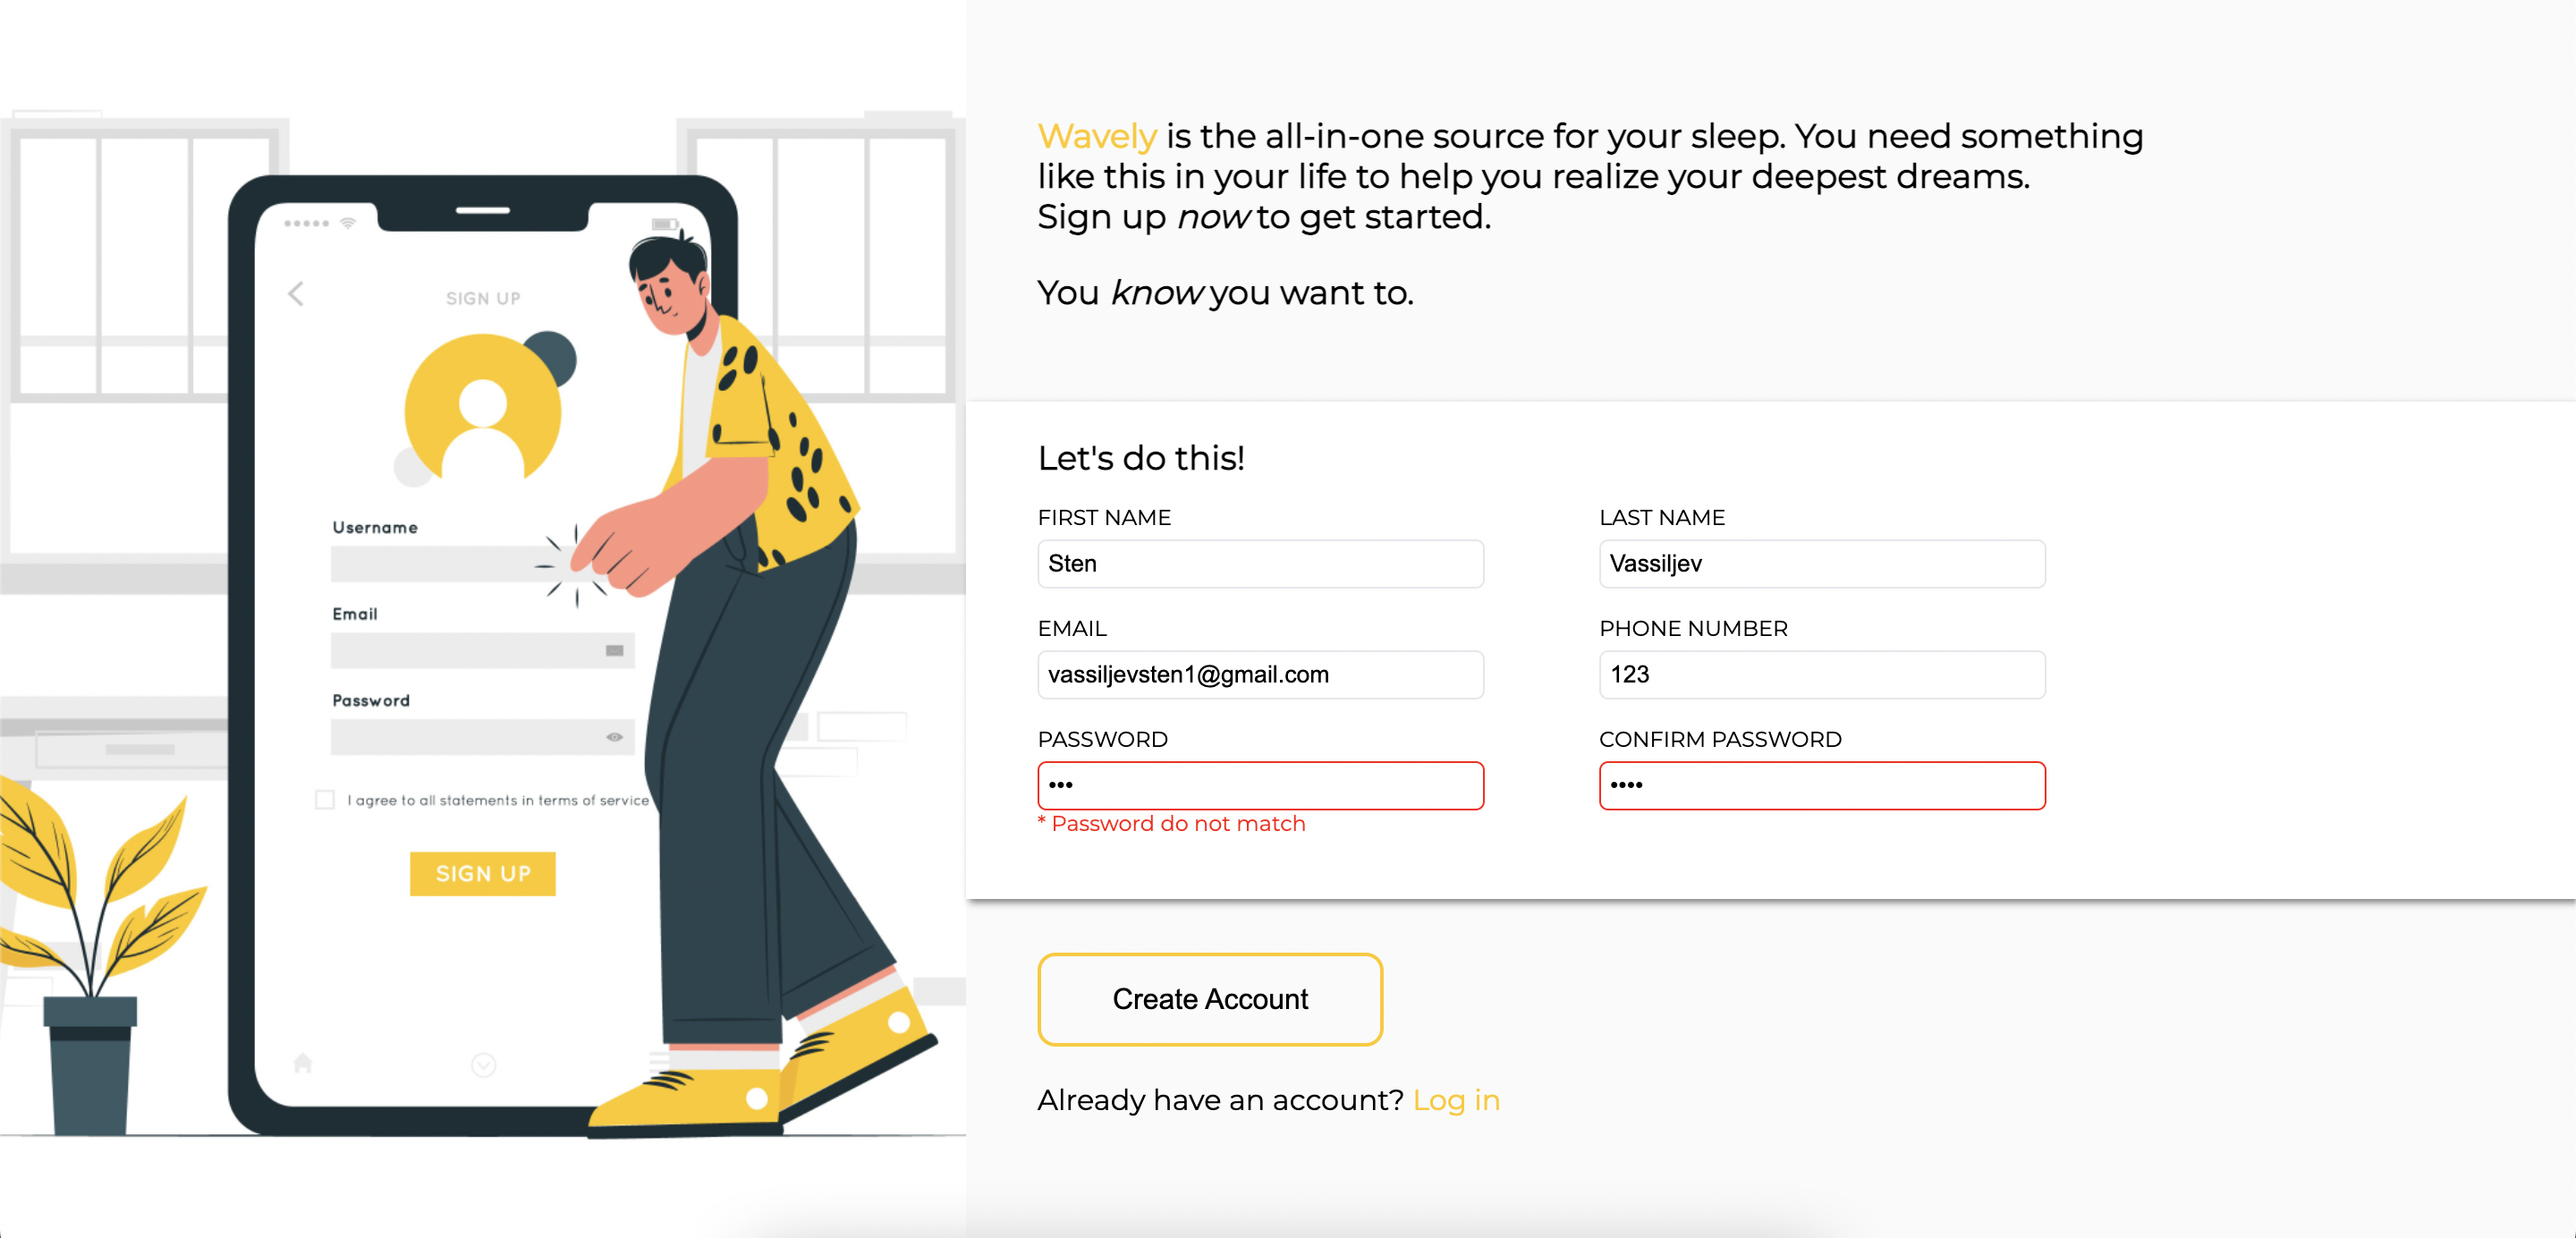 SIGN UP
Username
Email
Password
I agree to all statements in terms of service
SIGN UP
Wavely is the all-in-one source for your sleep. You need something
like this in your life to help you realize your deepest dreams.
Sign up now to get started.
You know you want to.
Let's do this!
FIRST NAME
Sten
LAST NAME
Vassiljev
EMAIL
vassiljevsten1@gmail.com
PHONE NUMBER
123
PASSWORD
•••
* Password do not match
CONFIRM PASSWORD
••••
Create Account
Already have an account? Log in